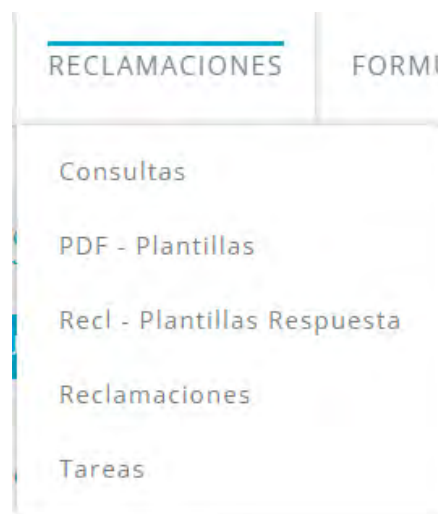 RECLAMACIONES
Consultas
PDF - Plantillas
Recl - Plantillas Respuesta
Reclamaciones
Tareas